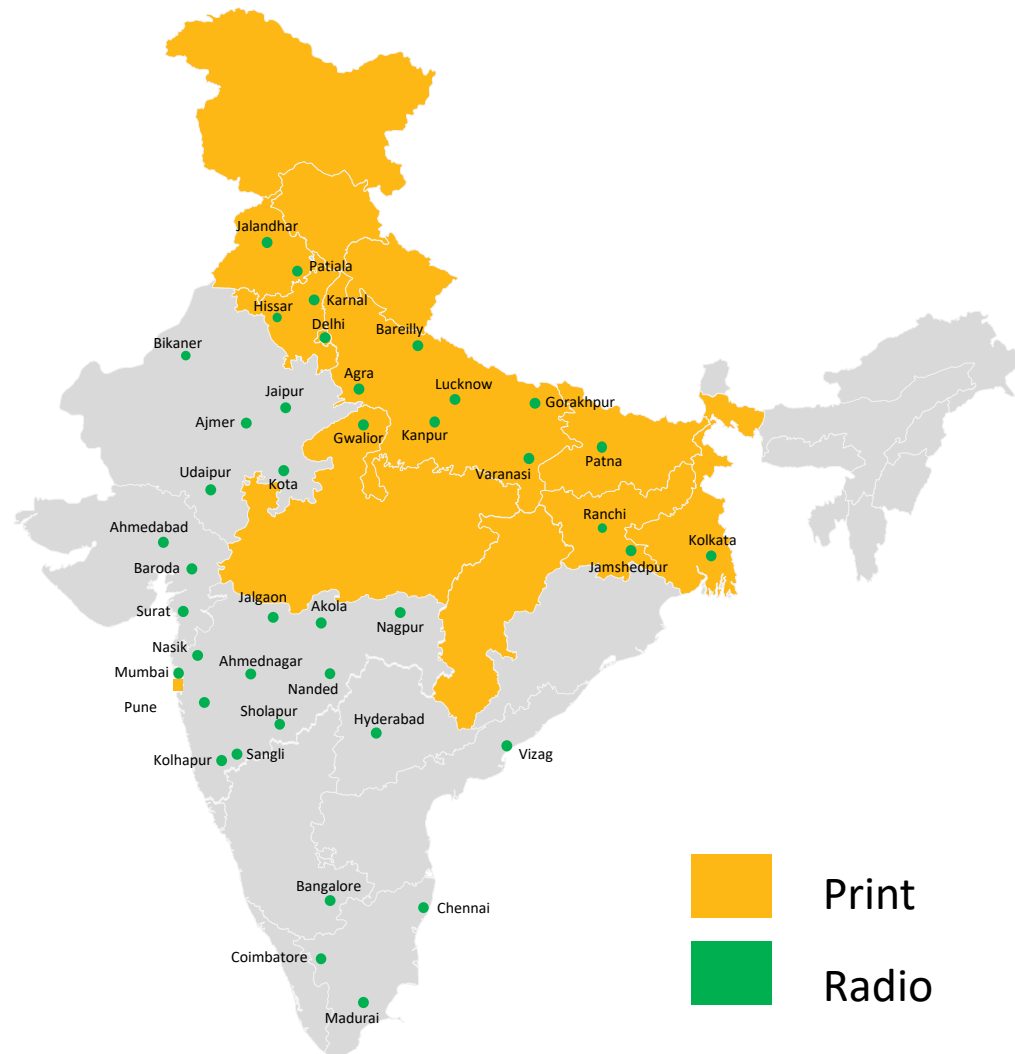 Jalandhar
Patiala
Karnal
Hissar
Delhi
Bareilly
Bikaner
Agra
Lucknow
Jaipur
Gorakhpur
Ajmer
Gwalior
Kanpur
Patna
Varanasi
Udaipur
Kota
Ranchi
Ahmedabad
Kolkata
Jamshedpur
Baroda
Jalgaon
Akola
Surat
Nagpur
Nasik
Ahmednagar
Mumbai
Nanded
Pune
Sholapur
Hyderabad
Sangli
Vizag
Kolhapur
Bangalore
Print
Chennai
Coimbatore
Radio
Madurai